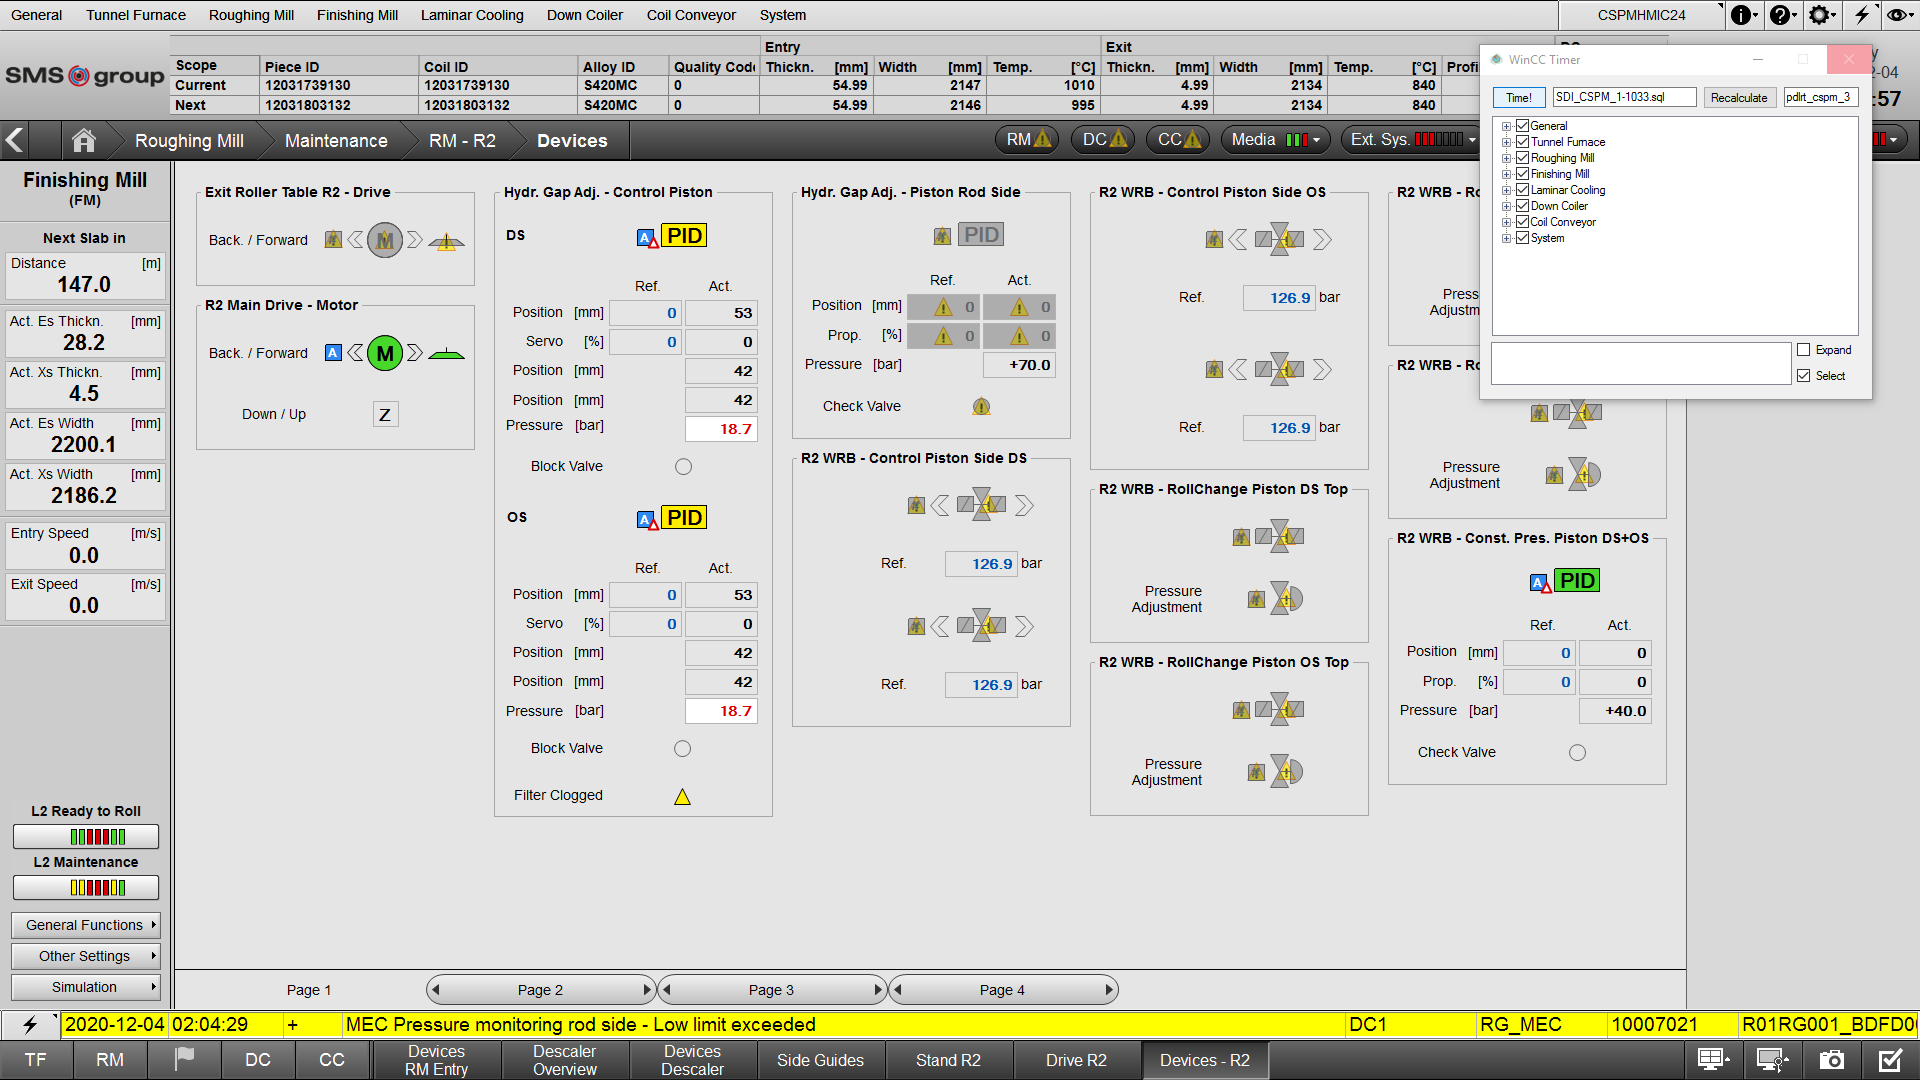 General Tunnel Furnace Roughing Mill Finishing Mill Laminar Cooling Down Coiler Coil Conveyor System CSPMHMIC24
SMS group
Entry Exit
Scope Piece ID Coil ID Alloy ID Quality Code Thickn. [mm] Width [mm] Temp. [°C] Thickn. [mm] Width [mm] Temp. [°C] Profi
Current 12031739130 12031739130 S420MC 0 54.99 2147 1010 4.99 2134 840
Next 12031803132 12031803132 S420MC 0 54.99 2146 995 4.99 2134 840
-04
:57
Roughing Mill Maintenance RM - R2 Devices RM DC CC Media Ext. Sys.
WinCC Timer
Time! SDI_CSPM_1-1033.sql Recalculate pdlrt_cspm_3
General
Tunnel Furnace
Roughing Mill
Finishing Mill
Laminar Cooling
Down Coiler
Coil Conveyor
System
Expand
Select
Finishing Mill
(FM)
Next Slab in
Distance [m]
147.0
Act. Es Thickn. [mm]
28.2
Act. Xs Thickn. [mm]
4.5
Act. Es Width [mm]
2200.1
Act. Xs Width [mm]
2186.2
Entry Speed [m/s]
0.0
Exit Speed [m/s]
0.0
L2 Ready to Roll
L2 Maintenance
General Functions
Other Settings
Simulation
Exit Roller Table R2 - Drive
Back. / Forward M
R2 Main Drive - Motor
Back. / Forward A M
Down / Up Z
Hydr. Gap Adj. - Control Piston
DS A PID
Ref. Act.
Position [mm] 0 53
Servo [%] 0 0
Position [mm] 42
Position [mm] 42
Pressure [bar] 18.7
Block Valve
OS A PID
Ref. Act.
Position [mm] 0 53
Servo [%] 0 0
Position [mm] 42
Position [mm] 42
Pressure [bar] 18.7
Block Valve
Filter Clogged
Hydr. Gap Adj. - Piston Rod Side
PID
Ref. Act.
Position [mm] 0 0
Prop. [%] 0 0
Pressure [bar] +70.0
Check Valve
R2 WRB - Control Piston Side DS
Ref. 126.9 bar
Ref. 126.9 bar
R2 WRB - Control Piston Side OS
Ref. 126.9 bar
Ref. 126.9 bar
R2 WRB - RollChange Piston DS Top
Pressure
Adjustment
R2 WRB - RollChange Piston OS Top
Pressure
Adjustment
R2 WRB - Ro
Press
Adjustm
R2 WRB - Ro
Pressure
Adjustment
R2 WRB - Const. Pres. Piston DS+OS
A PID
Ref. Act.
Position [mm] 0 0
Prop. [%] 0 0
Pressure [bar] +40.0
Check Valve
Page 1 Page 2 Page 3 Page 4
2020-12-04 02:04:29 + MEC Pressure monitoring rod side - Low limit exceeded DC1 RG_MEC 10007021 R01RG001_BDFD0
TF RM DC CC Devices RM Entry Descaler Overview Devices Descaler Side Guides Stand R2 Drive R2 Devices - R2